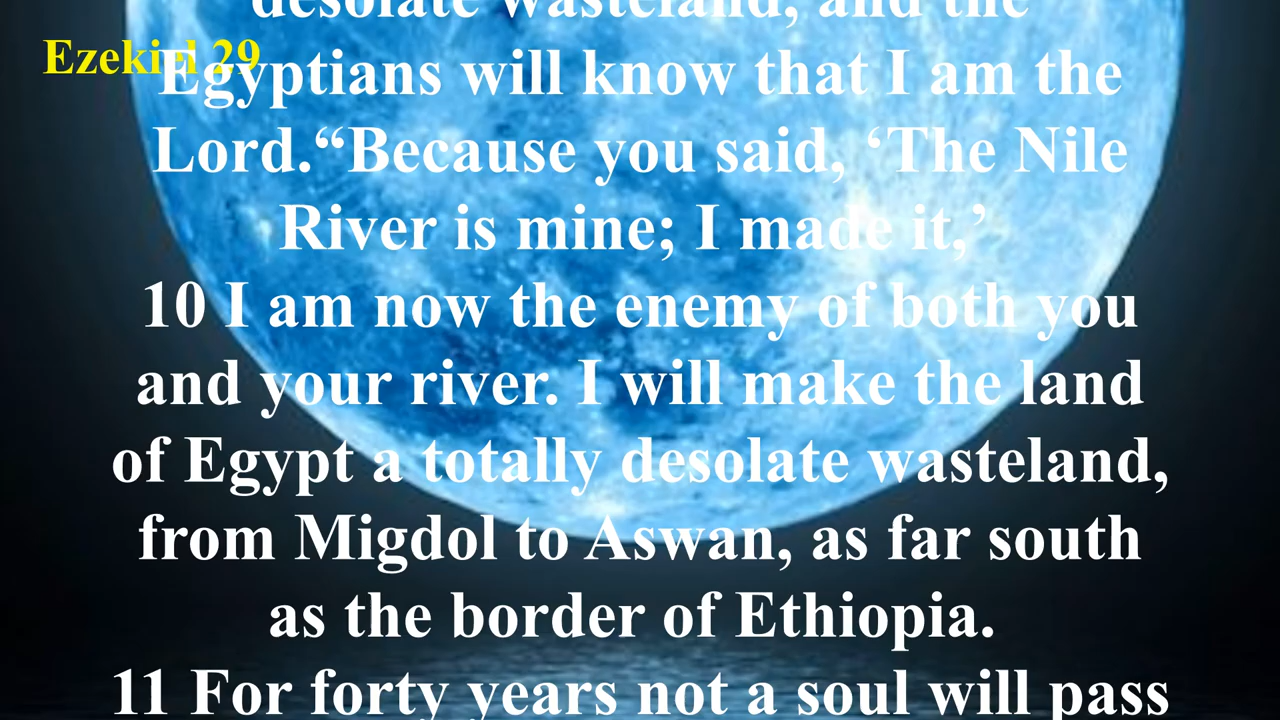 desolate wasteland, and the
Ezekiel 29
Egyptians will know that I am the
Lord.“Because you said, ‘The Nile
River is mine; I made it,’
10 I am now the enemy of both you
and your river. I will make the land
of Egypt a totally desolate wasteland,
from Migdol to Aswan, as far south
as the border of Ethiopia.
11 For forty years not a soul will pass